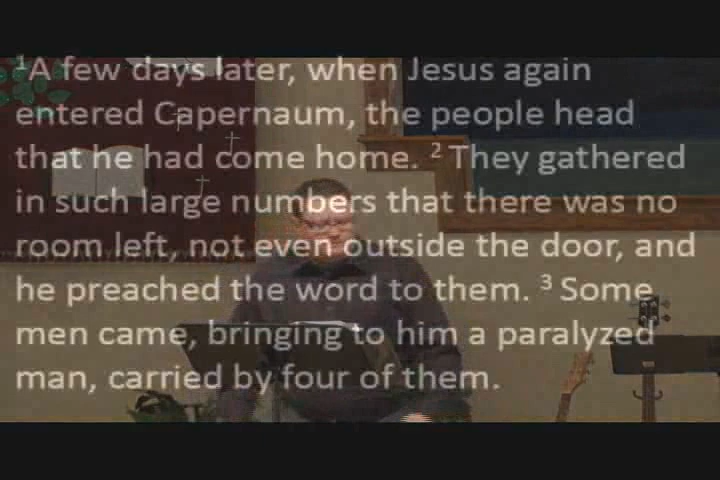 ¹A few days later, when Jesus again
entered Capernaum, the people head
that he had come home. ² They gathered
in such large numbers that there was no
room left, not even outside the door, and
he preached the word to them. ³ Some
men came, bringing to him a paralyzed
man, carried by four of them.